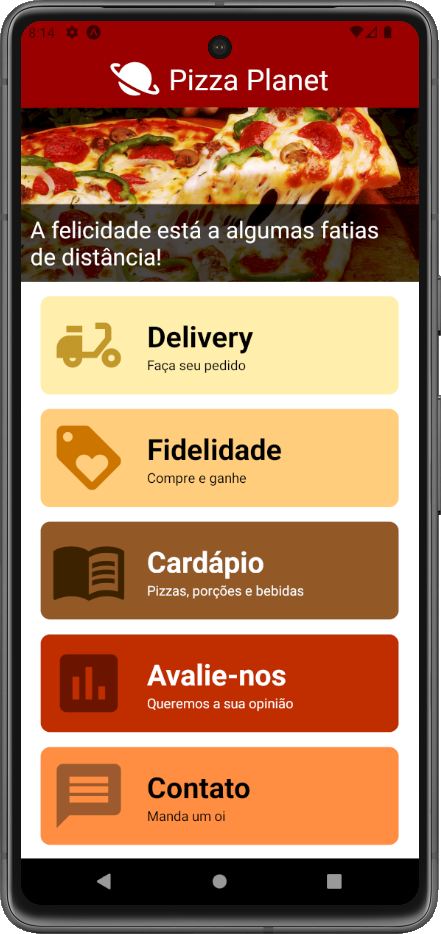 8:14
Pizza Planet
A felicidade está a algumas fatias
de distância!
Delivery
Faça seu pedido
Fidelidade
Compre e ganhe
Cardápio
Pizzas, porções e bebidas
Avalie-nos
Queremos a sua opinião
Contato
Manda um oi